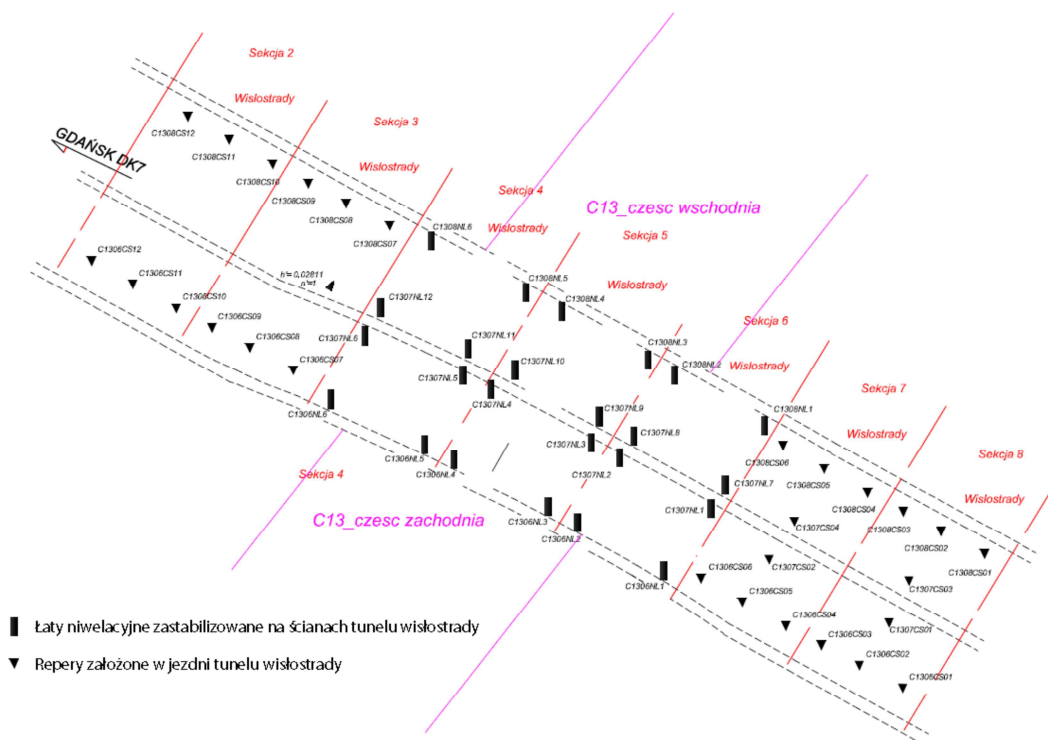 Sekcja 2
Wisłostrady
Sekcja 3
Wisłostrady
Sekcja 4
Wisłostrady
C13_czesc wschodnia
Sekcja 5
Wisłostrady
Sekcja 6
Wisłostrady
Sekcja 7
Wisłostrady
Sekcja 8
Wisłostrady
GDAŃSK DK7
C1308CS12
C1308CS11
C1308CS10
C1308CS09
C1308CS08
C1308CS07
C1308NL6
C1308NL5
C1308NL4
C1308NL3
C1308NL2
C1308NL1
C1308CS06
C1308CS05
C1308CS04
C1308CS03
C1308CS02
C1308CS01
C1306CS12
C1306CS11
C1306CS10
C1306CS09
C1306CS08
C1306CS07
C1307NL12
C1307NL6
C1307NL11
C1307NL10
C1307NL5
C1307NL4
C1307NL9
C1307NL8
C1307NL3
C1307NL2
C1307NL7
C1307NL1
C1307CS04
C1307CS02
C1307CS03
C1307CS01
C1306NL6
C1306NL5
C1306NL4
C1306NL3
C1306NL2
C1306NL1
C1306CS06
C1306CS05
C1306CS04
C1306CS03
C1306CS02
C1306CS01
Sekcja 4
C13_czesc zachodnia
Łaty niwelacyjne zastabilizowane na ścianach tunelu wisłostrady
Repery założone w jezdni tunelu wisłostrady